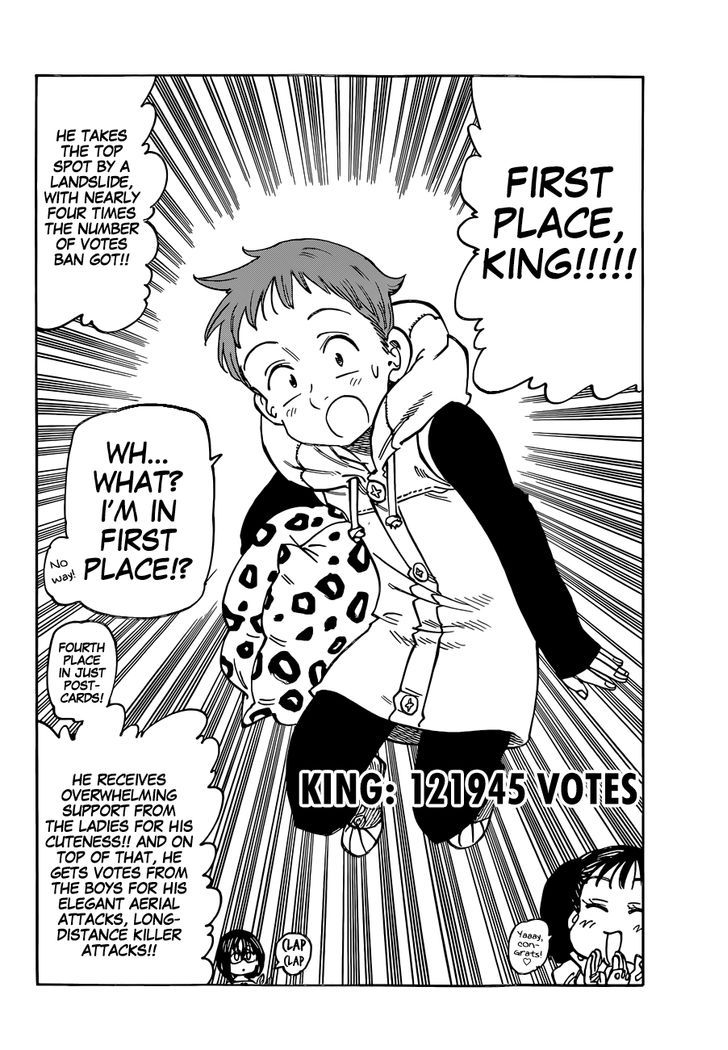 FIRST
PLACE,
KING!!!!!
HE TAKES
THE TOP
SPOT BY A
LANDSLIDE,
WITH NEARLY
FOUR TIMES
THE NUMBER
OF VOTES
BAN GOT!!
WH...
WHAT?
I'M IN
FIRST
PLACE!?
No
way!
FOURTH
PLACE
IN JUST
POST-
CARDS!
KING: 121945 VOTES
HE RECEIVES
OVERWHELMING
SUPPORT FROM
THE LADIES FOR HIS
CUTENESS!! AND ON
TOP OF THAT, HE
GETS VOTES FROM
THE BOYS FOR HIS
ELEGANT AERIAL
ATTACKS, LONG-
DISTANCE KILLER
ATTACKS!!
CLAP
CLAP
Yaaay,
con-
grats!
♡